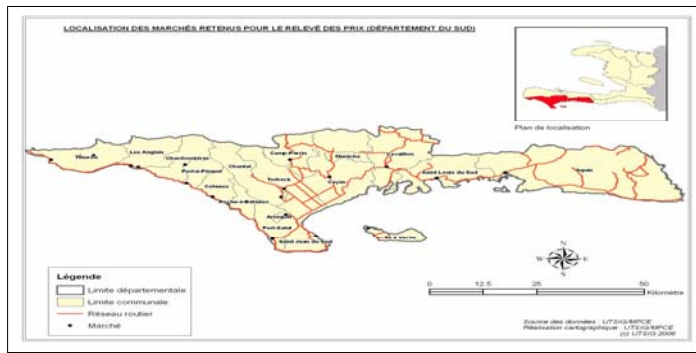 LOCALISATION DES MARCHÉS RETENUS POUR LE RELEVÉ DES PRIX (DÉPARTEMENT DU SUD)
Plan de localisation
Les Anglais
Tiburon
Chardonnières
Port-à-Piment
Coteaux
Roche-à-Bateau
Chantal
Camp-Perrin
Maniche
Cavaillon
Torbeck
Cayes
Saint-Louis du Sud
Aquin
Arniquet
Port-Salut
Saint Jean du Sud
N
W
E
S
0 12.5 25 50
Kilomètre
Légende
Limite départementale
Limite communale
Réseau routier
Marché
Source des données : UTSIG/MPCE
Réalisation cartographique : UTSIG/MPCE
(c) UTSIG 2006